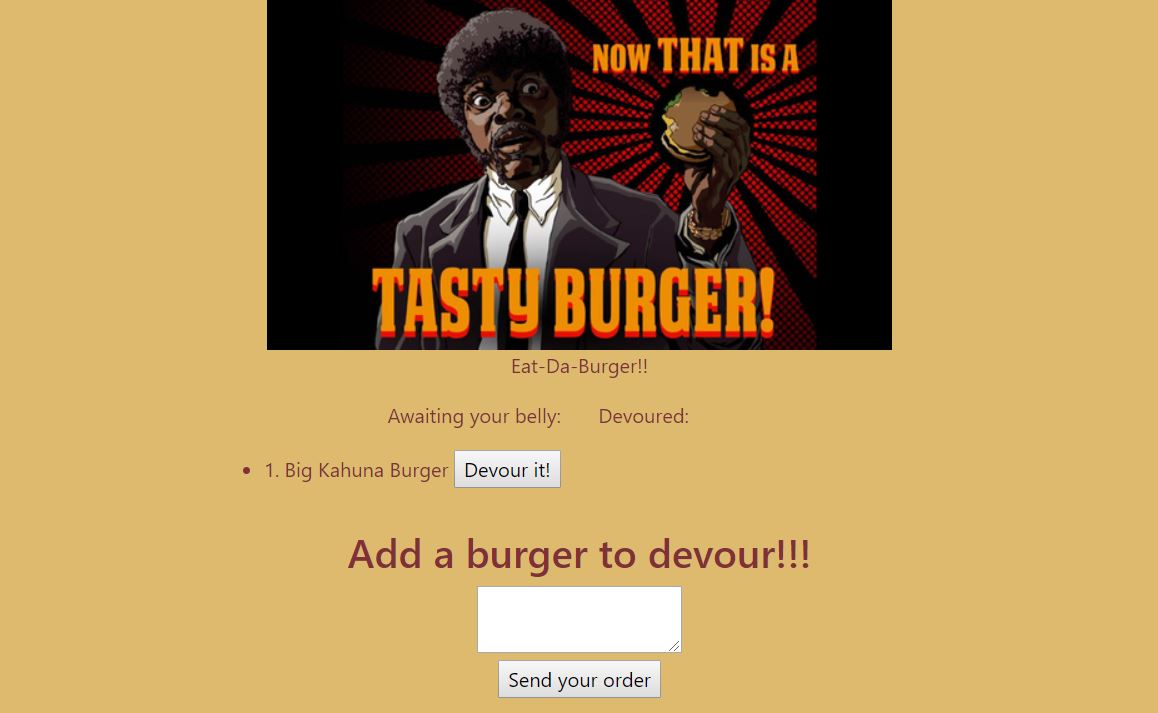 NOW THAT IS A
TASTY BURGER!
Eat-Da-Burger!!
Awaiting your belly: Devoured:
1. Big Kahuna Burger Devour it!
Add a burger to devour!!!
Send your order